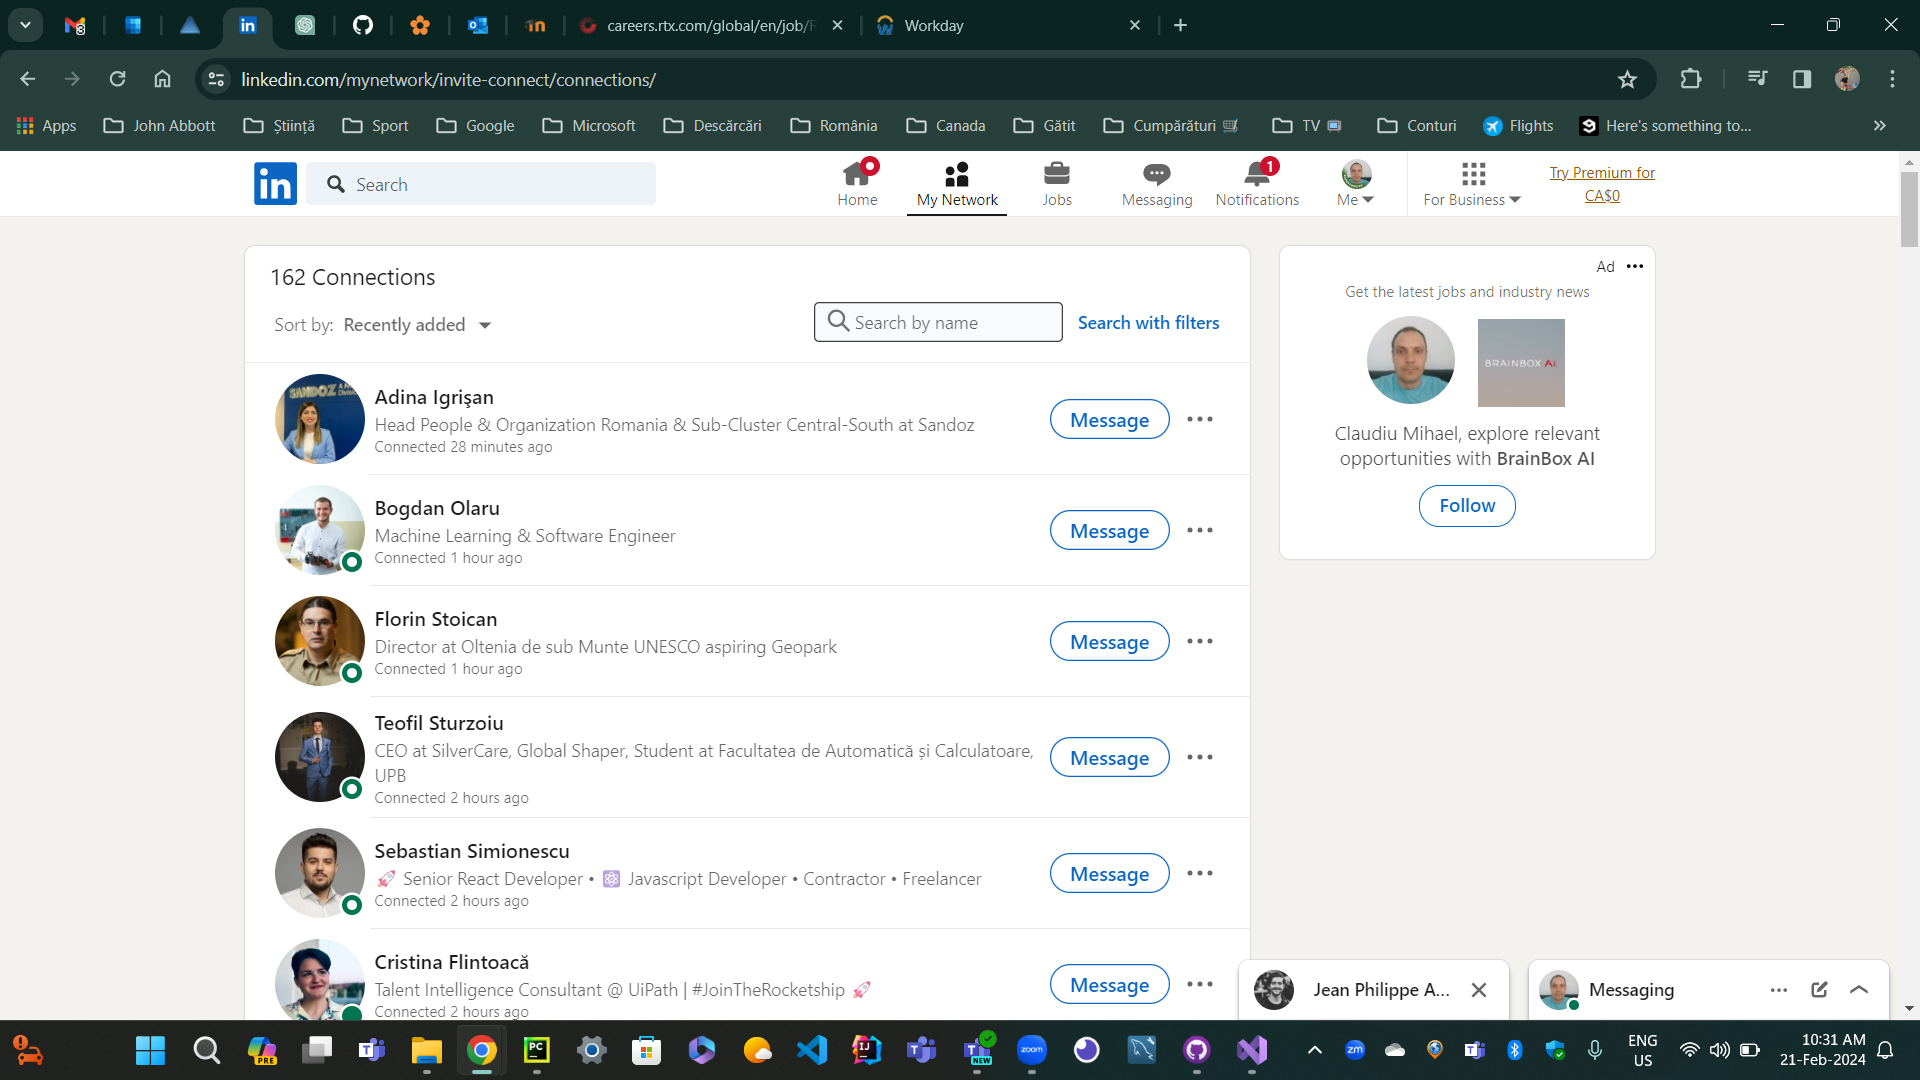 careers.rtx.com/global/en/job/R
Workday
linkedin.com/mynetwork/invite-connect/connections/
Apps
John Abbott
Știință
Sport
Google
Microsoft
Descărcări
România
Canada
Gătit
Cumpărături
TV
Conturi
Flights
Here's something to...
in
Search
Home
My Network
Jobs
Messaging
1
Notifications
Me
For Business
Try Premium for
CA$0
162 Connections
Sort by: Recently added
Search by name
Search with filters
SANDOZ
Adina Igrişan
Head People & Organization Romania & Sub-Cluster Central-South at Sandoz
Connected 28 minutes ago
Message
Bogdan Olaru
Machine Learning & Software Engineer
Connected 1 hour ago
Message
Florin Stoican
Director at Oltenia de sub Munte UNESCO aspiring Geopark
Connected 1 hour ago
Message
Teofil Sturzoiu
CEO at SilverCare, Global Shaper, Student at Facultatea de Automatică și Calculatoare,
UPB
Connected 2 hours ago
Message
Sebastian Simionescu
🚀 Senior React Developer • ⚛ Javascript Developer • Contractor • Freelancer
Connected 2 hours ago
Message
Cristina Flintoacă
Talent Intelligence Consultant @ UiPath | #JoinTheRocketship 🚀
Connected 2 hours ago
Message
Ad
Get the latest jobs and industry news
BRAINBOX AI
Claudiu Mihael, explore relevant
opportunities with BrainBox AI
Follow
Jean Philippe A...
Messaging
PRE
PC
NEW
zoom
zm
ENG
US
10:31 AM
21-Feb-2024